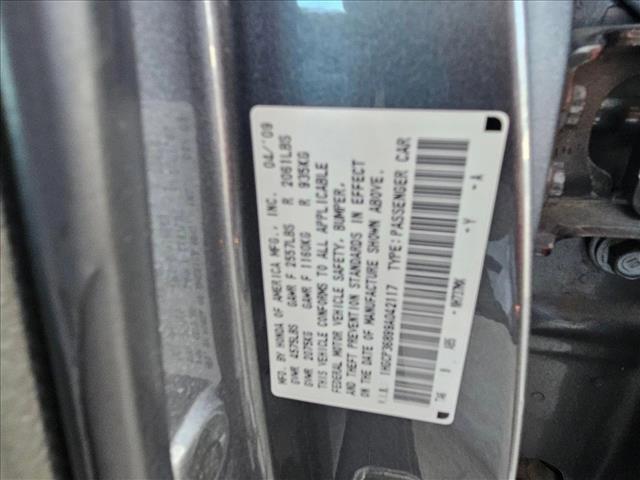 MFG. BY HONDA OF AMERICA MFG., INC. 04/'09
GVWR 4575LBS GAWR F 2557LBS R 2061LBS
GVWR 2075KG GAWR F 1160KG R 935KG
THIS VEHICLE CONFORMS TO ALL APPLICABLE
FEDERAL MOTOR VEHICLE SAFETY, BUMPER,
AND THEFT PREVENTION STANDARDS IN EFFECT
ON THE DATE OF MANUFACTURE SHOWN ABOVE.
V.I.N. 1HGCP36889A042117 TYPE: PASSENGER CAR
Y A